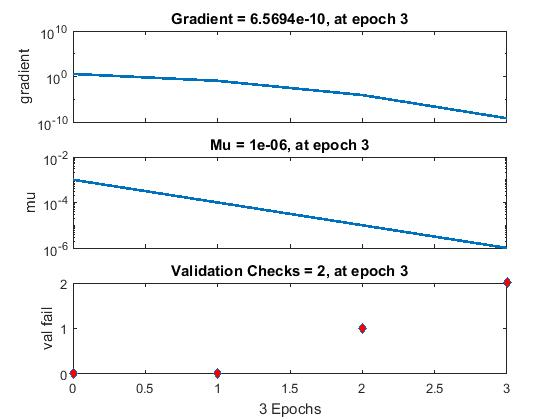 Gradient = 6.5694e-10, at epoch 3
10^10
10^0
10^-10
gradient
Mu = 1e-06, at epoch 3
10^-2
10^-4
10^-6
mu
Validation Checks = 2, at epoch 3
2
1
0
val fail
0 0.5 1 1.5 2 2.5 3
3 Epochs